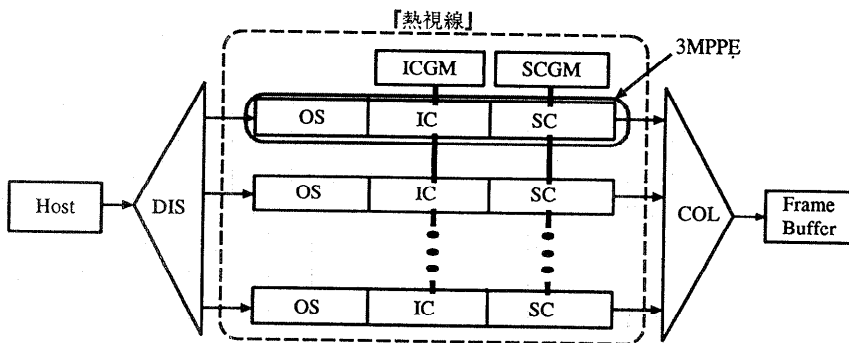 『熱視線』
ICGM SCGM
3MPPE
OS IC SC
Host DIS OS IC SC COL Frame
Buffer
OS IC SC